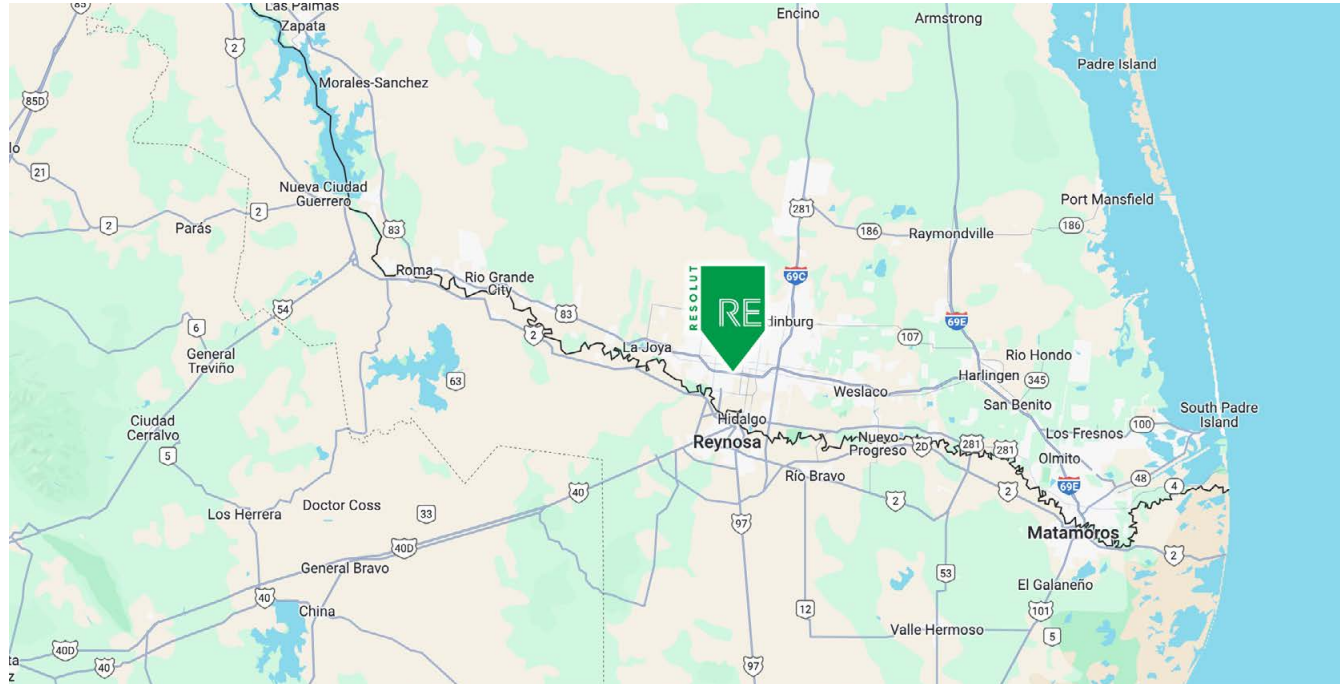 85
Las Palmas
Zapata
Encino
Armstrong
2
Padre Island
Morales-Sanchez
85D
lo
21
Nueva Ciudad
Guerrero
2
2
Parás
83
281
Port Mansfield
186
186
Raymondville
Roma
Rio Grande
City
RESOLUT
RE
69C
54
83
dinburg
69E
6
2
107
General
Treviño
La Joya
Rio Hondo
63
Harlingen
345
Weslaco
San Benito
Ciudad
Cerralvo
Hidalgo
South Padre
Island
100
Reynosa
Nuevo
Progreso
2D
281
281
Los Fresnos
Olmito
5
Río Bravo
48
4
69E
40
2
2
Los Herrera
Doctor Coss
33
97
Matamoros
40D
2
General Bravo
53
El Galaneño
40
China
12
101
Valle Hermoso
5
40D
40
97
ta
z